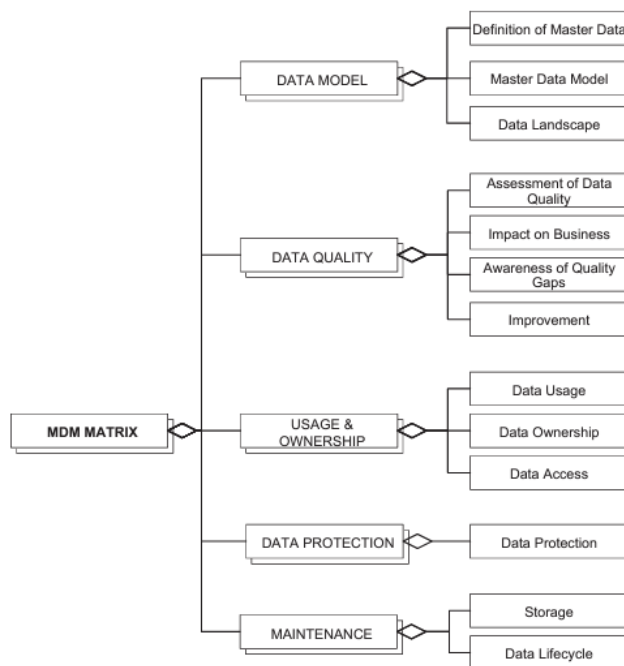 Definition of Master Data
DATA MODEL
Master Data Model
Data Landscape
Assessment of Data
Quality
Impact on Business
DATA QUALITY
Awareness of Quality
Gaps
Improvement
Data Usage
MDM MATRIX
USAGE &
OWNERSHIP
Data Ownership
Data Access
DATA PROTECTION
Data Protection
Storage
MAINTENANCE
Data Lifecycle